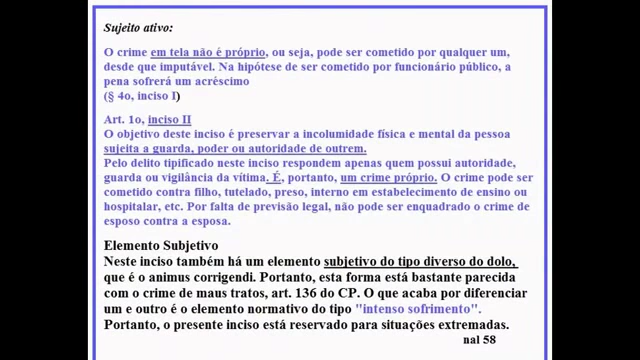 Sujeito ativo:
O crime em tela não é próprio, ou seja, pode ser cometido por qualquer um,
desde que imputável. Na hipótese de ser cometido por funcionário público, a
pena sofrerá um acréscimo
(§ 4o, inciso I)
Art. 1o, inciso II
O objetivo deste inciso é preservar a incolumidade física e mental da pessoa
sujeita a guarda, poder ou autoridade de outrem.
Pelo delito tipificado neste inciso respondem apenas quem possui autoridade,
guarda ou vigilância da vítima. É, portanto, um crime próprio. O crime pode ser
cometido contra filho, tutelado, preso, interno em estabelecimento de ensino ou
hospitalar, etc. Por falta de previsão legal, não pode ser enquadrado o crime de
esposo contra a esposa.
Elemento Subjetivo
Neste inciso também há um elemento subjetivo do tipo diverso do dolo,
que é o animus corrigendi. Portanto, esta forma está bastante parecida
com o crime de maus tratos, art. 136 do CP. O que acaba por diferenciar
um e outro é o elemento normativo do tipo "intenso sofrimento".
Portanto, o presente inciso está reservado para situações extremadas.
nal 58